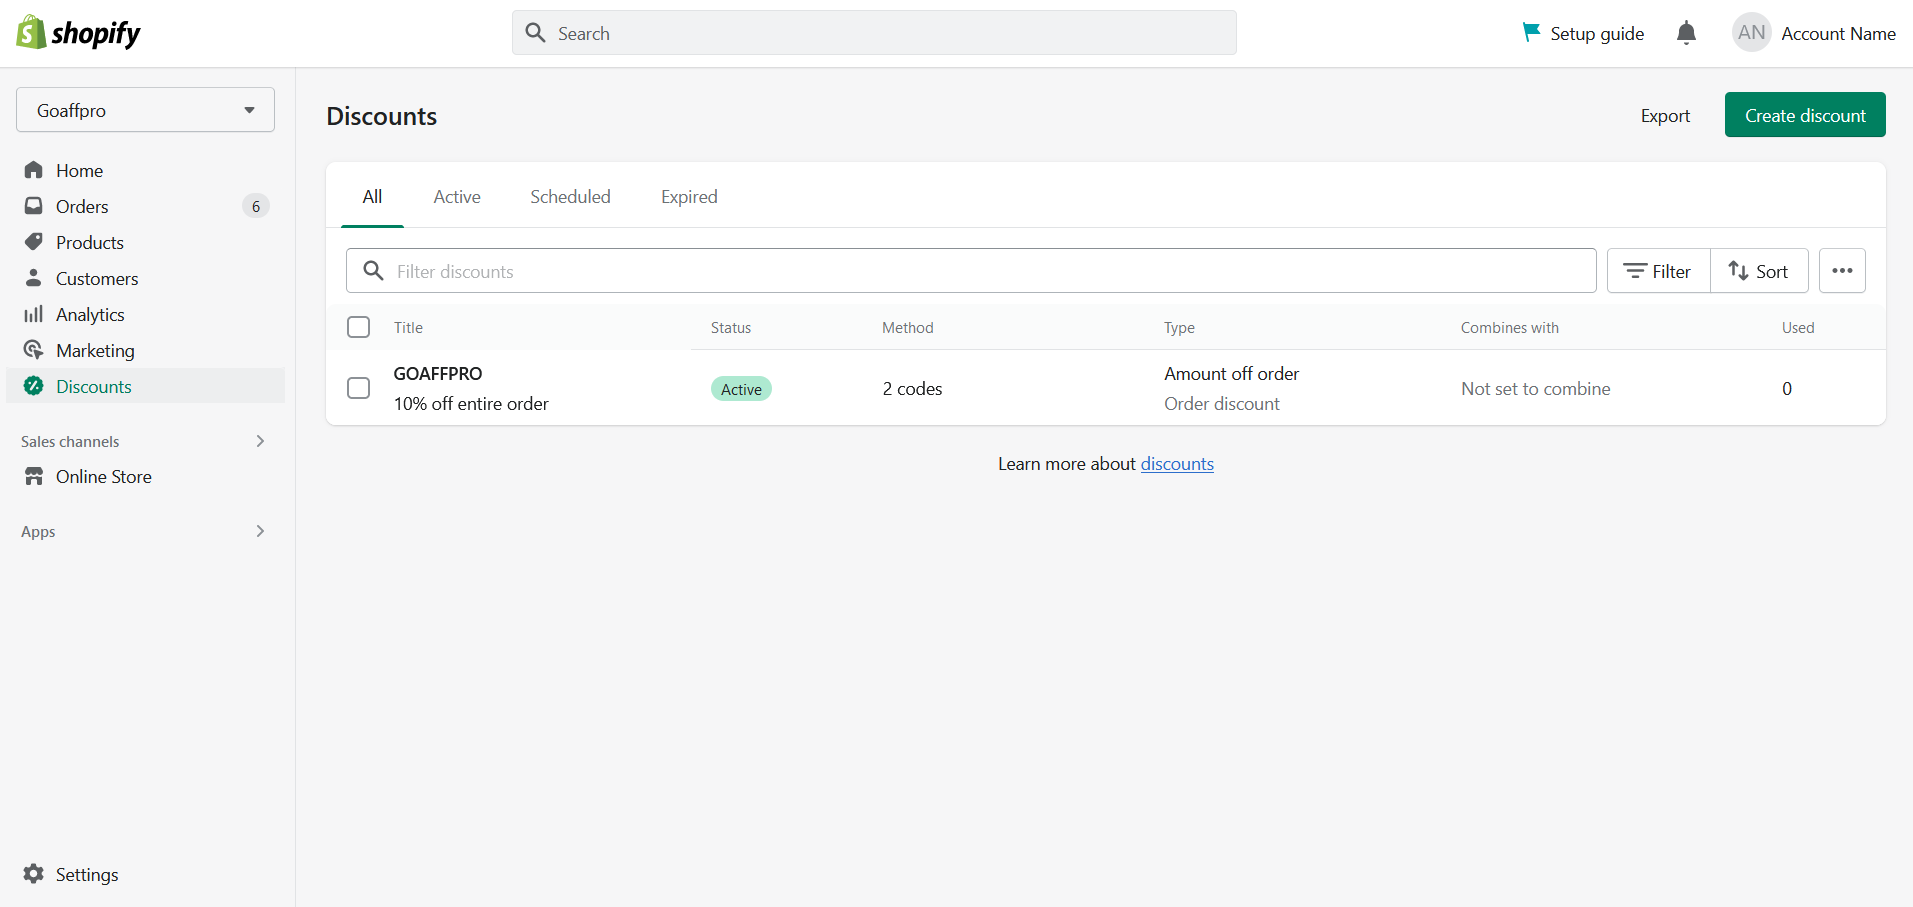 shopify
Search
Setup guide
AN
Account Name
Goaffpro
Home
Orders
6
Products
Customers
Analytics
Marketing
Discounts
Sales channels
Online Store
Apps
Settings
Discounts
Export
Create discount
All
Active
Scheduled
Expired
Filter discounts
Filter
Sort
Title
Status
Method
Type
Combines with
Used
GOAFFPRO
10% off entire order
Active
2 codes
Amount off order
Order discount
Not set to combine
0
Learn more about discounts